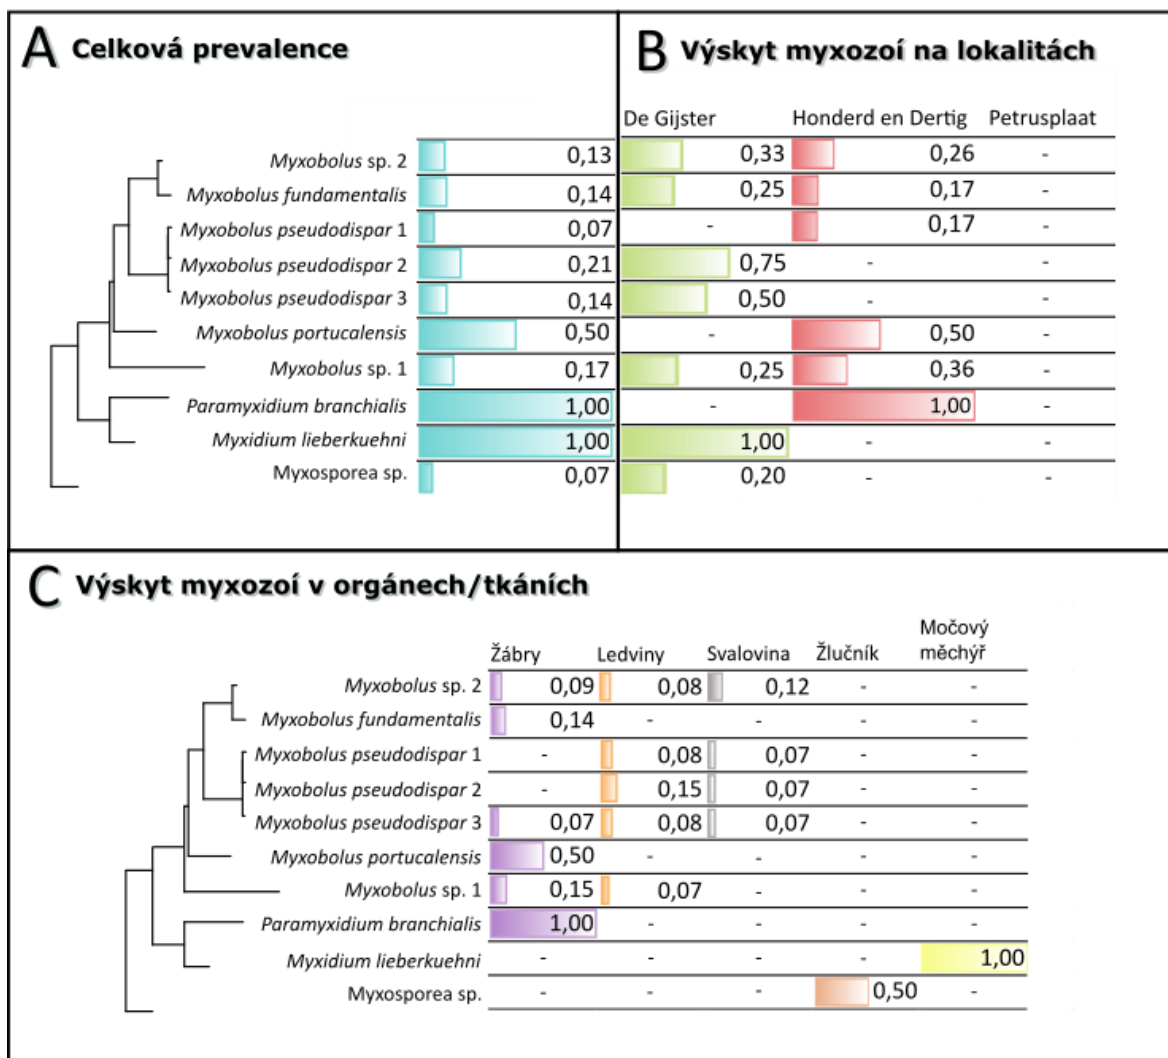 A Celková prevalence
Myxobolus sp. 2 0,13
Myxobolus fundamentalis 0,14
Myxobolus pseudodispar 1 0,07
Myxobolus pseudodispar 2 0,21
Myxobolus pseudodispar 3 0,14
Myxobolus portucalensis 0,50
Myxobolus sp. 1 0,17
Paramyxidium branchialis 1,00
Myxidium lieberkuehni 1,00
Myxosporea sp. 0,07
B Výskyt myxozoí na lokalitách
De Gijster Honderd en Dertig Petrusplaat
0,33 0,26 -
0,25 0,17 -
- 0,17 -
0,75 - -
0,50 - -
- 0,50 -
0,25 0,36 -
- 1,00 -
1,00 - -
0,20 - -
C Výskyt myxozoí v orgánech/tkáních
Žábry Ledviny Svalovina Žlučník Močový
měchýř
Myxobolus sp. 2 0,09 0,08 0,12 - -
Myxobolus fundamentalis 0,14 - - - -
Myxobolus pseudodispar 1 - 0,08 0,07 - -
Myxobolus pseudodispar 2 - 0,15 0,07 - -
Myxobolus pseudodispar 3 0,07 0,08 0,07 - -
Myxobolus portucalensis 0,50 - - - -
Myxobolus sp. 1 0,15 0,07 - - -
Paramyxidium branchialis 1,00 - - - -
Myxidium lieberkuehni - - - - 1,00
Myxosporea sp. - - - 0,50 -